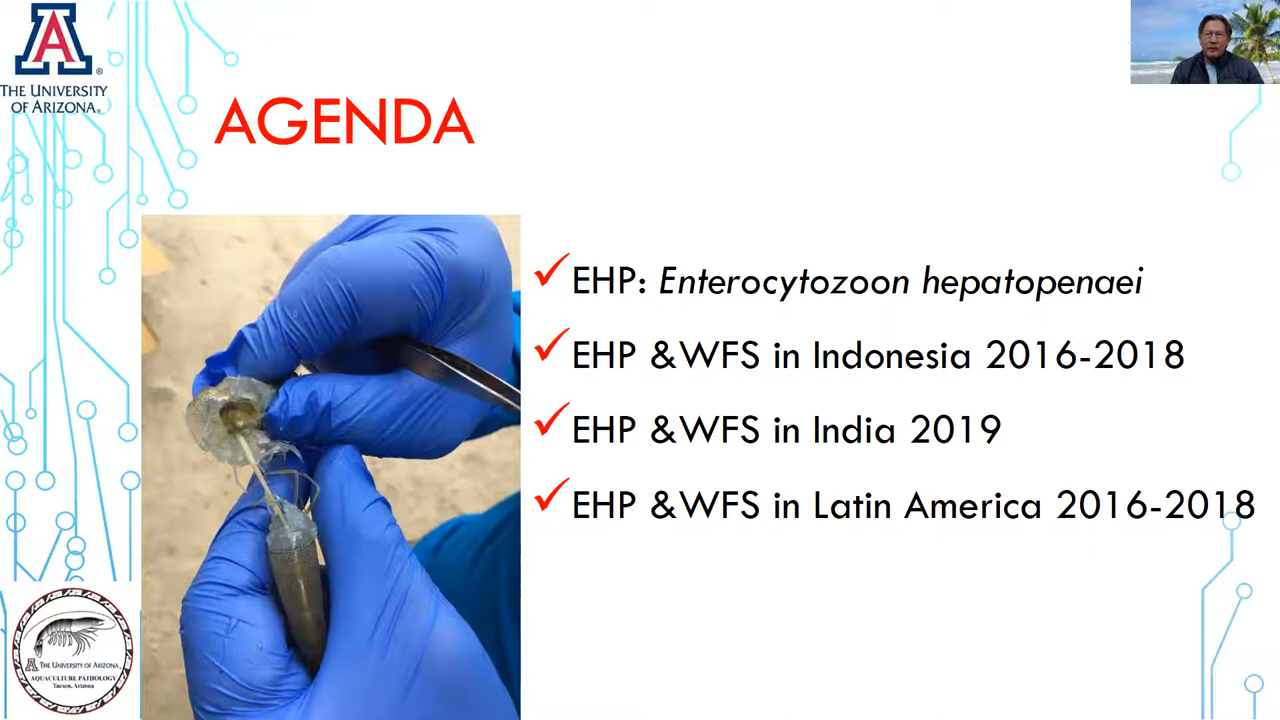 THE UNIVERSITY
OF ARIZONA®
AGENDA
EHP: Enterocytozoon hepatopenaei
EHP &WFS in Indonesia 2016-2018
EHP &WFS in India 2019
EHP &WFS in Latin America 2016-2018
A THE UNIVERSITY OF ARIZONA.
AQUACULTURE PATHOLOGY
Tucson, Arizona